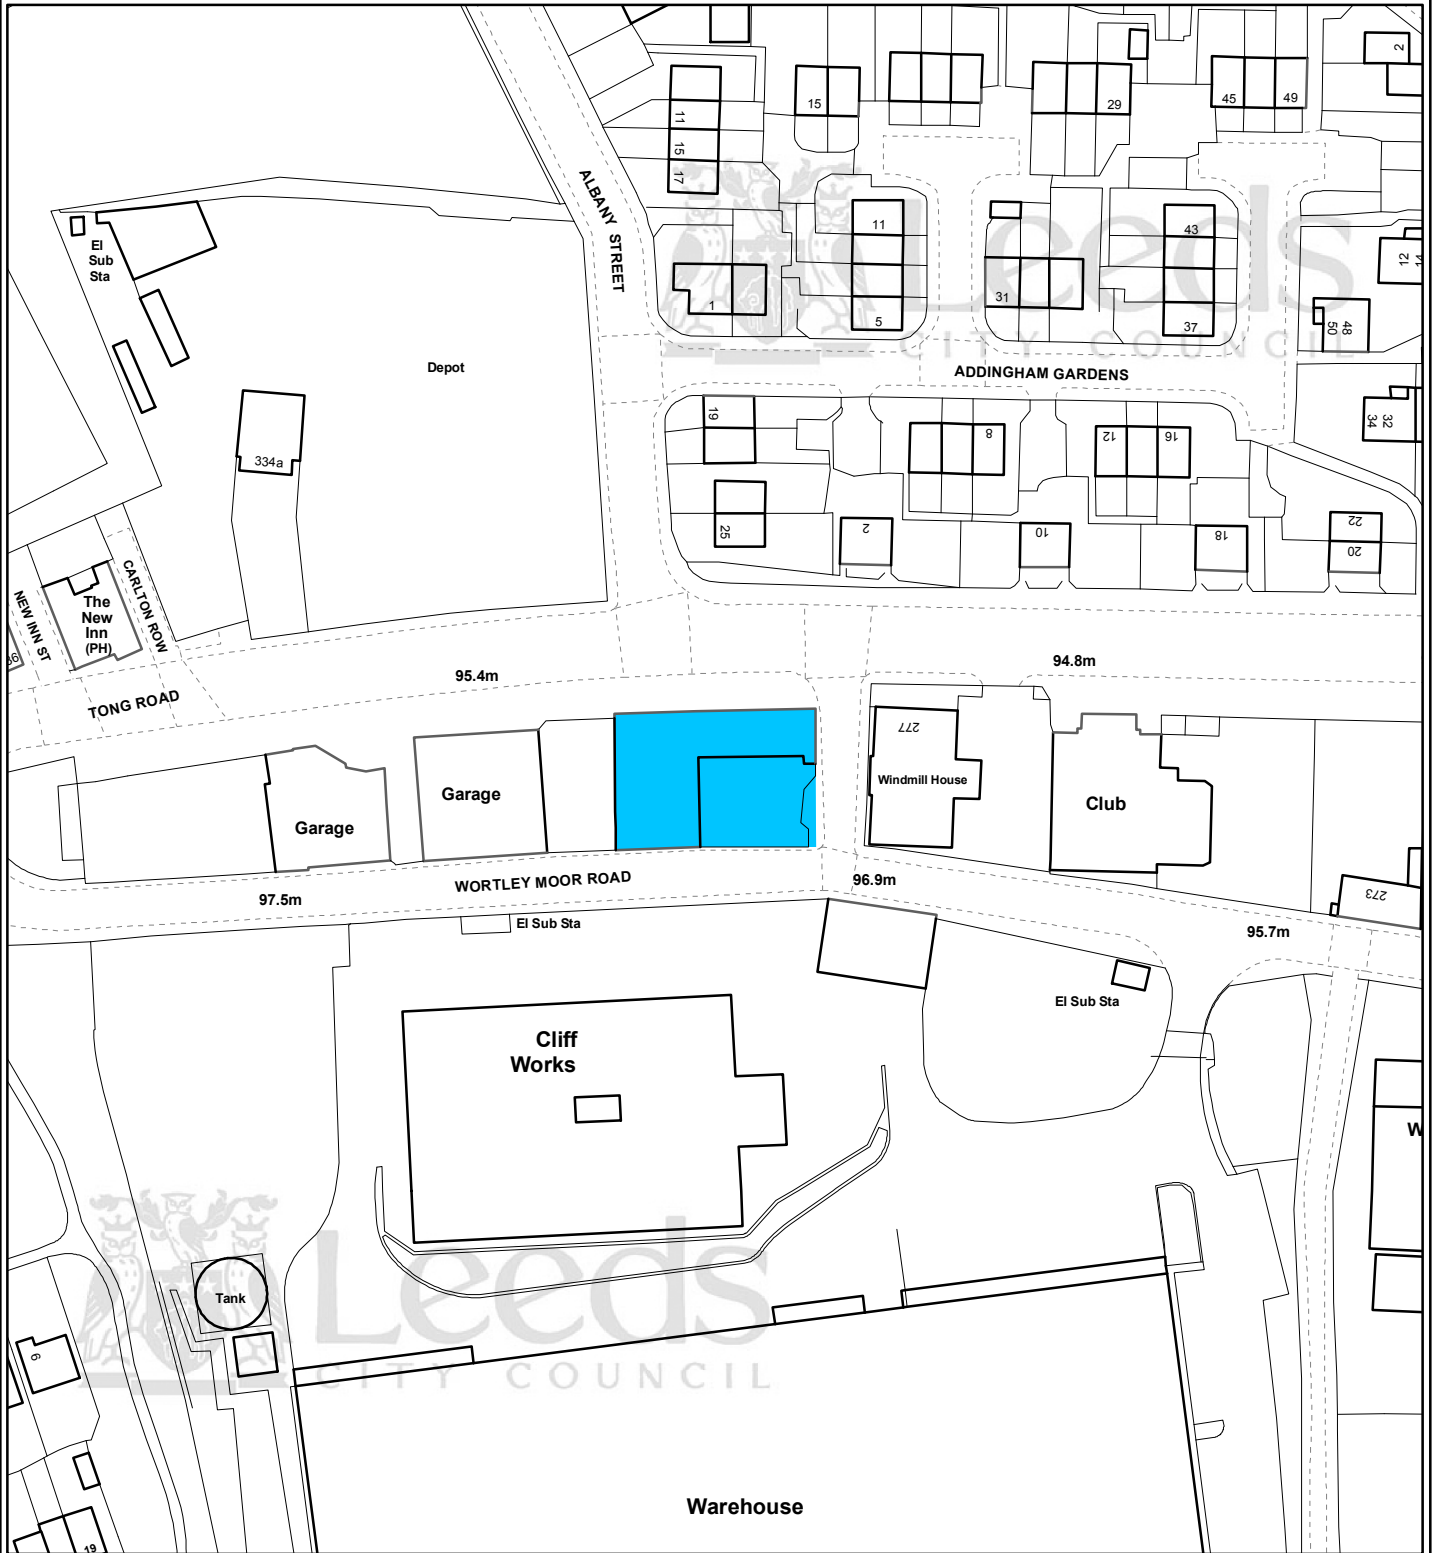 2
11
15
17
15
29
45
49
ALBANY STREET
El
Sub
Sta
11
43
12
14
1
5
31
37
48
50
Leeds
CITY COUNCIL
Depot
ADDINGHAM GARDENS
19
8
12
16
32
34
334a
25
2
10
18
22
20
NEW INN ST
The
New
Inn
(PH)
CARLTON ROW
TONG ROAD
95.4m
94.8m
277
Windmill House
Garage
Garage
Club
WORTLEY MOOR ROAD
97.5m
96.9m
273
95.7m
El Sub Sta
El Sub Sta
Cliff
Works
W
Leeds
CITY COUNCIL
Tank
6
Warehouse
19